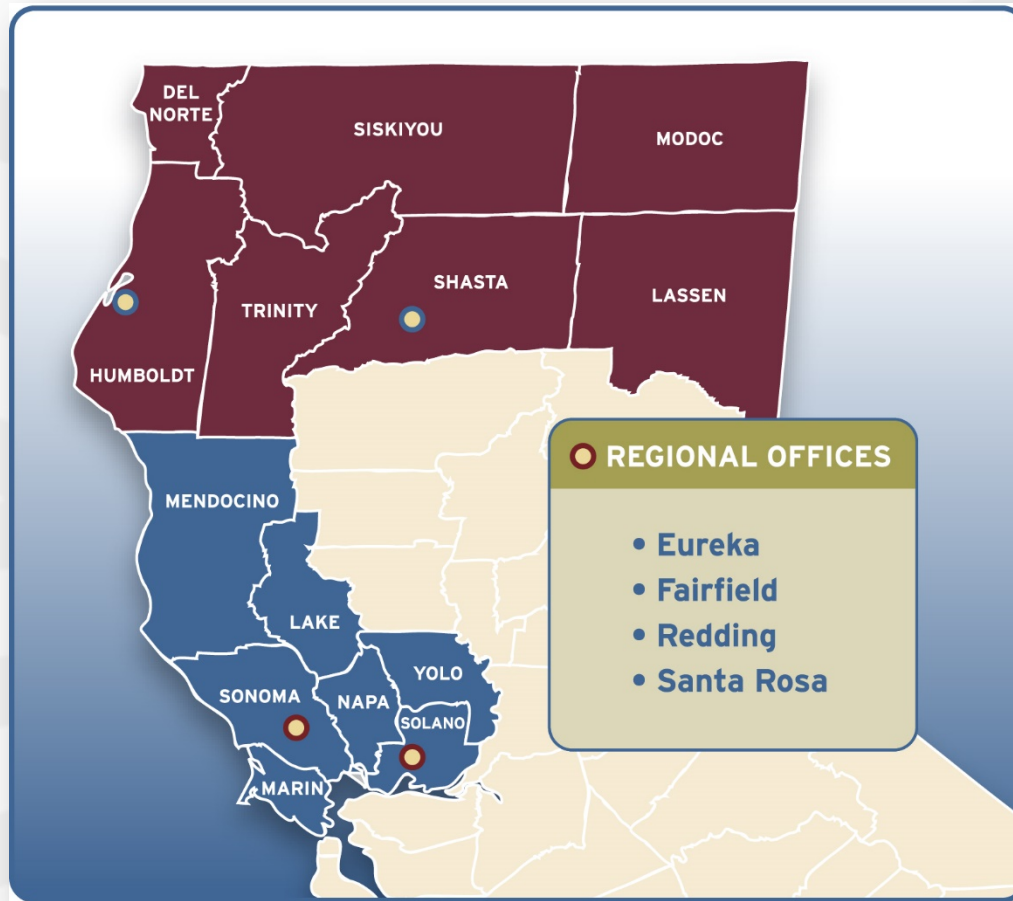 DEL
NORTE
SISKIYOU
MODOC
SHASTA
LASSEN
TRINITY
HUMBOLDT
REGIONAL OFFICES
• Eureka
• Fairfield
• Redding
• Santa Rosa
MENDOCINO
LAKE
YOLO
SONOMA
NAPA
SOLANO
MARIN